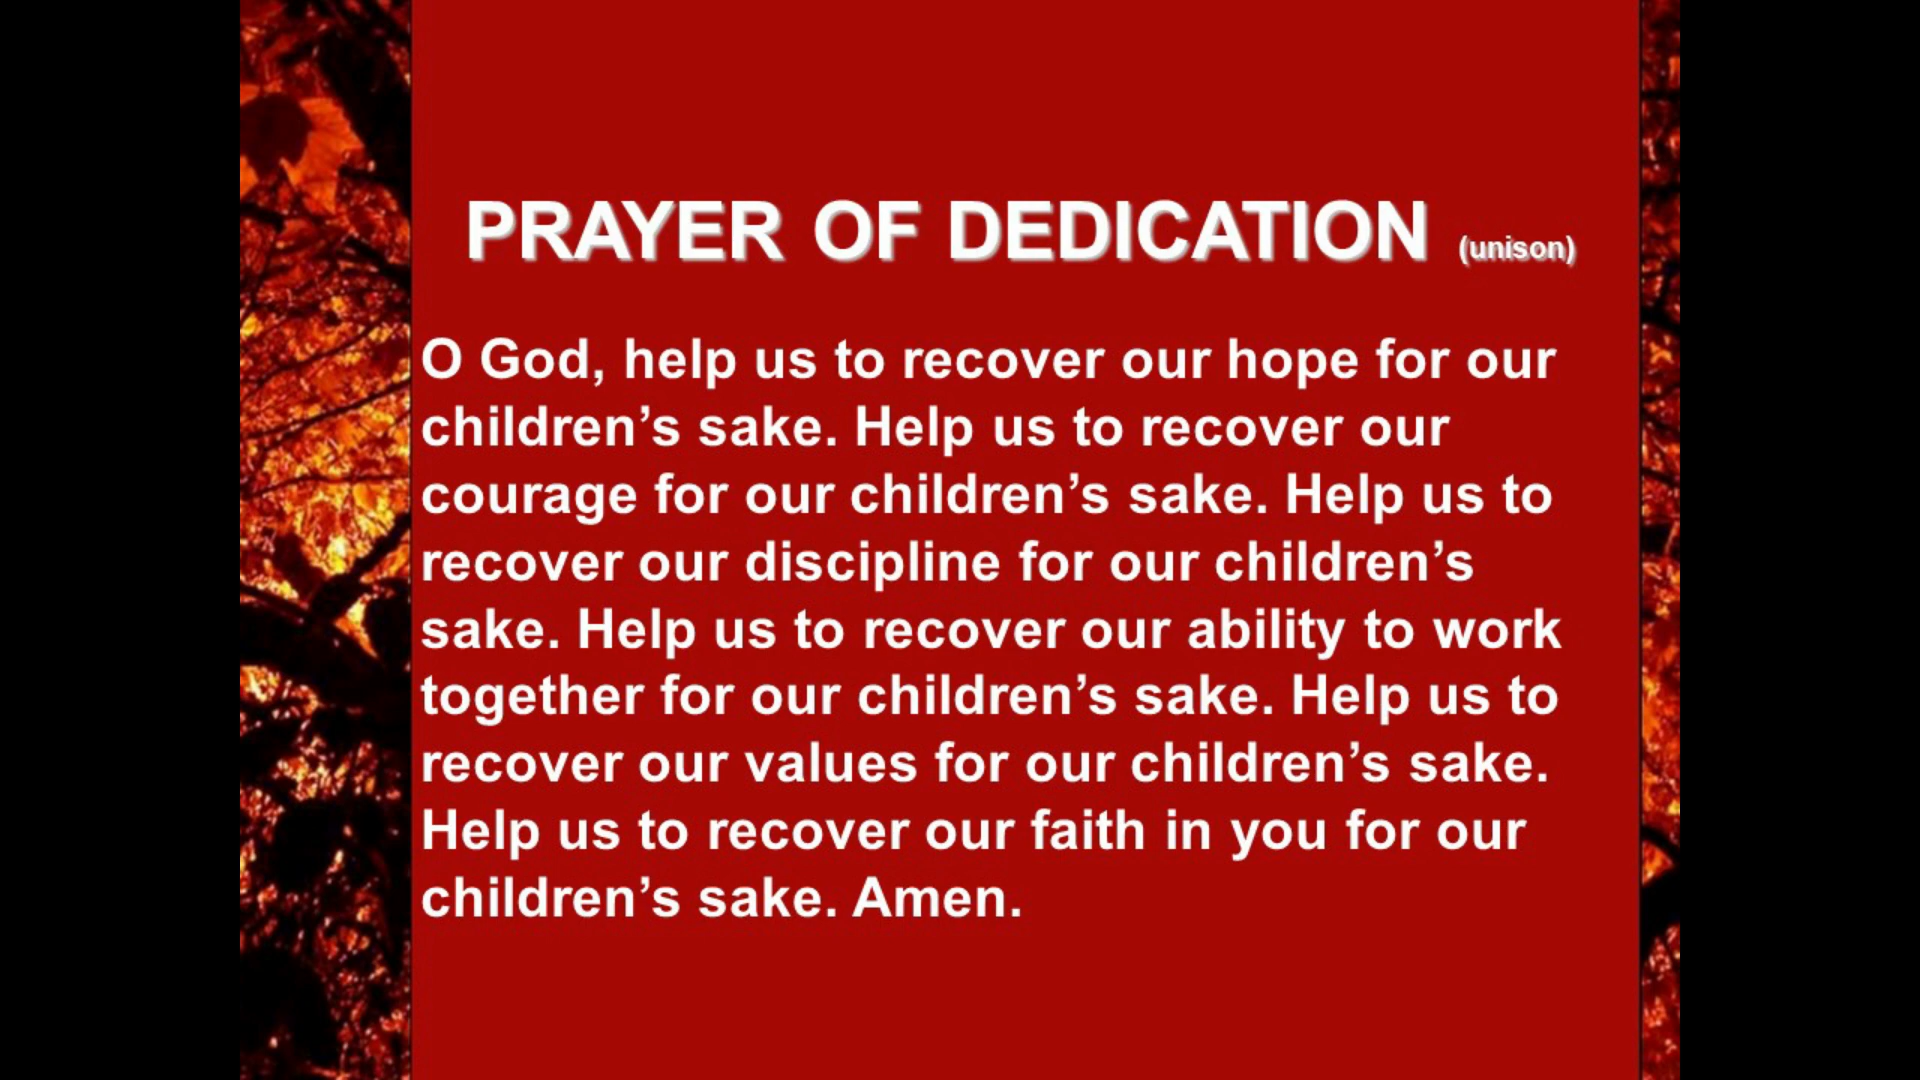 PRAYER OF DEDICATION (unison)
O God, help us to recover our hope for our
children’s sake. Help us to recover our
courage for our children’s sake. Help us to
recover our discipline for our children’s
sake. Help us to recover our ability to work
together for our children’s sake. Help us to
recover our values for our children’s sake.
Help us to recover our faith in you for our
children’s sake. Amen.